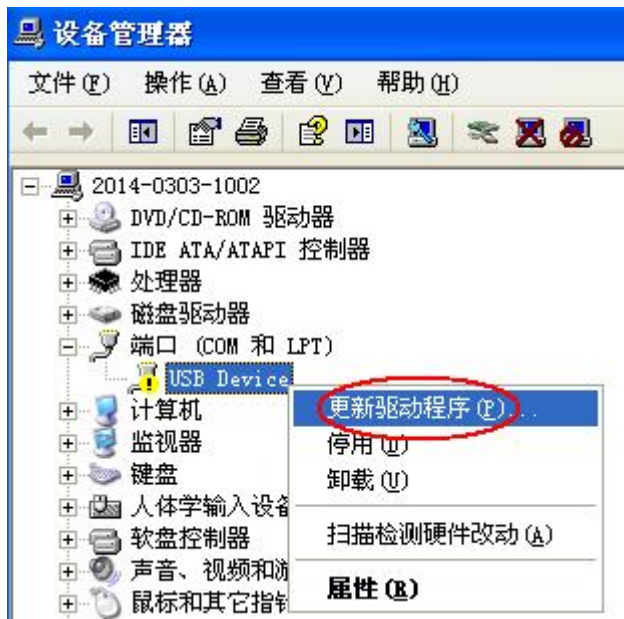 设备管理器
文件(F) 操作(A) 查看(V) 帮助(H)
2014-0303-1002
DVD/CD-ROM 驱动器
IDE ATA/ATAPI 控制器
处理器
磁盘驱动器
端口 (COM 和 LPT)
USB Device
计算机
监视器
键盘
人体学输入设备
软盘控制器
声音、视频和游
鼠标和其它指针
更新驱动程序(P)...
停用(D)
卸载(U)
扫描检测硬件改动(A)
属性(R)